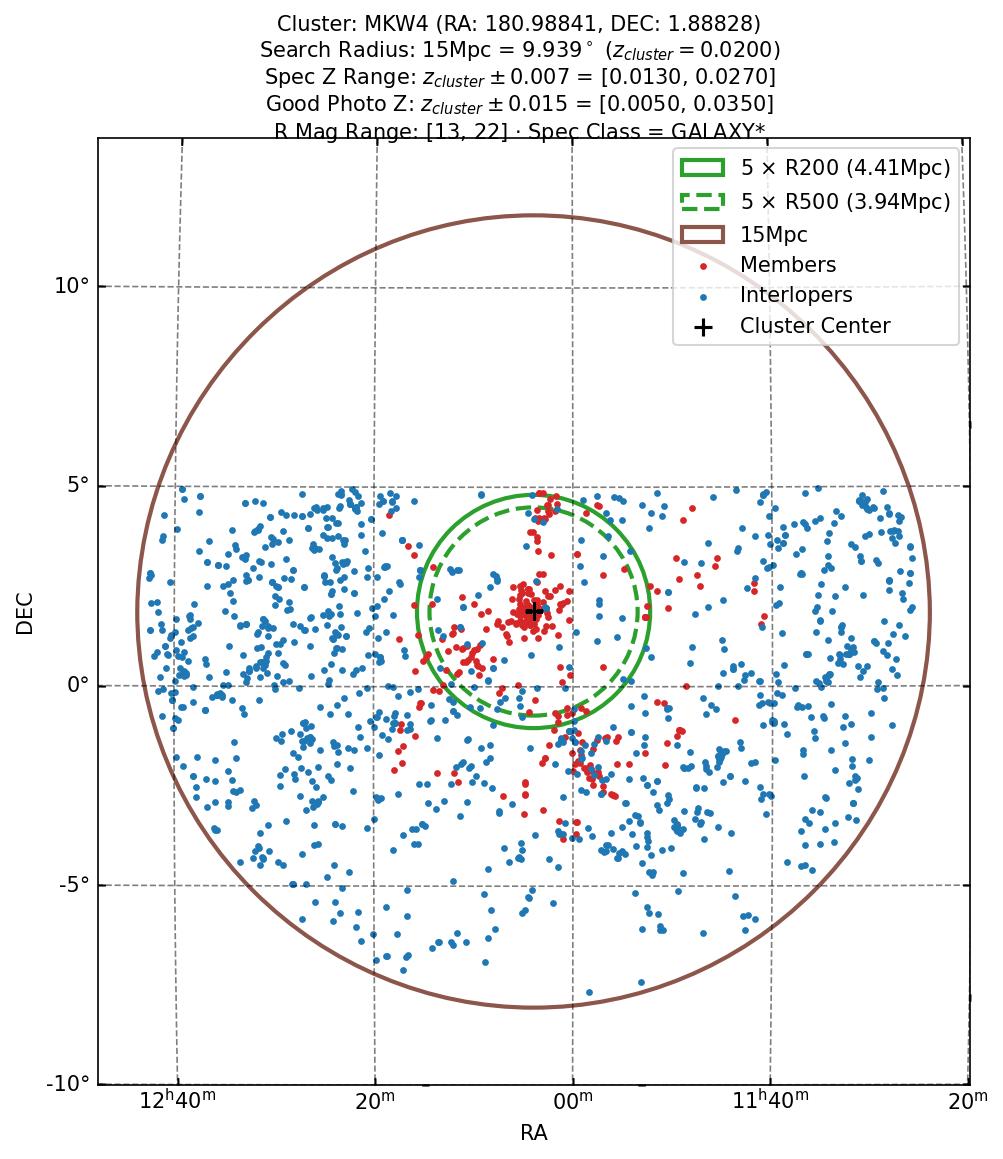 Cluster: MKW4 (RA: 180.98841, DEC: 1.88828)
Search Radius: 15Mpc = 9.939° (z_cluster = 0.0200)
Spec Z Range: z_cluster ± 0.007 = [0.0130, 0.0270]
Good Photo Z: z_cluster ± 0.015 = [0.0050, 0.0350]
R Mag Range: [13, 22] · Spec Class = GALAXY*
5 × R200 (4.41Mpc)
5 × R500 (3.94Mpc)
15Mpc
Members
Interlopers
Cluster Center
10°
5°
0°
-5°
-10°
DEC
12ʰ40ᵐ
20ᵐ
00ᵐ
11ʰ40ᵐ
20ᵐ
RA